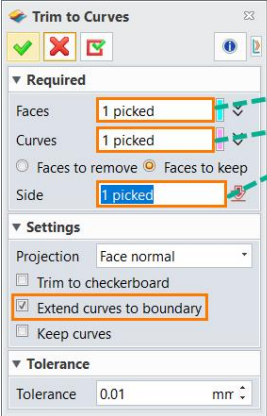 Trim to Curves
Required
Faces 1 picked
Curves 1 picked
Faces to remove Faces to keep
Side 1 picked
Settings
Projection Face normal
Trim to checkerboard
Extend curves to boundary
Keep curves
Tolerance
Tolerance 0.01 mm